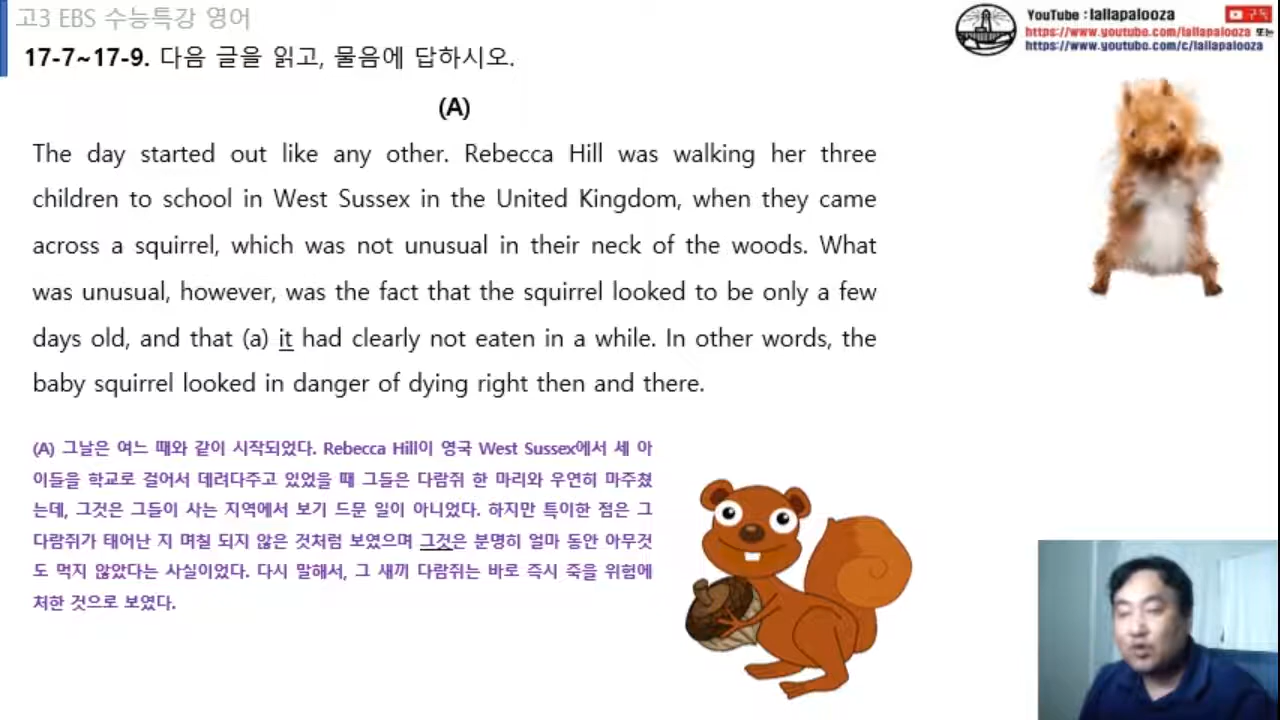 고3 EBS 수능특강 영어
YouTube : lallapalooza
구독
https://www.youtube.com/lallapalooza 또는
https://www.youtube.com/c/lallapalooza
17-7~17-9. 다음 글을 읽고, 물음에 답하시오.
(A)
The day started out like any other. Rebecca Hill was walking her three
children to school in West Sussex in the United Kingdom, when they came
across a squirrel, which was not unusual in their neck of the woods. What
was unusual, however, was the fact that the squirrel looked to be only a few
days old, and that (a) it had clearly not eaten in a while. In other words, the
baby squirrel looked in danger of dying right then and there.
(A) 그날은 여느 때와 같이 시작되었다. Rebecca Hill이 영국 West Sussex에서 세 아
이들을 학교로 걸어서 데려다주고 있었을 때 그들은 다람쥐 한 마리와 우연히 마주쳤
는데, 그것은 그들이 사는 지역에서 보기 드문 일이 아니었다. 하지만 특이한 점은 그
다람쥐가 태어난 지 며칠 되지 않은 것처럼 보였으며 그것은 분명히 얼마 동안 아무것
도 먹지 않았다는 사실이었다. 다시 말해서, 그 새끼 다람쥐는 바로 즉시 죽을 위험에
처한 것으로 보였다.